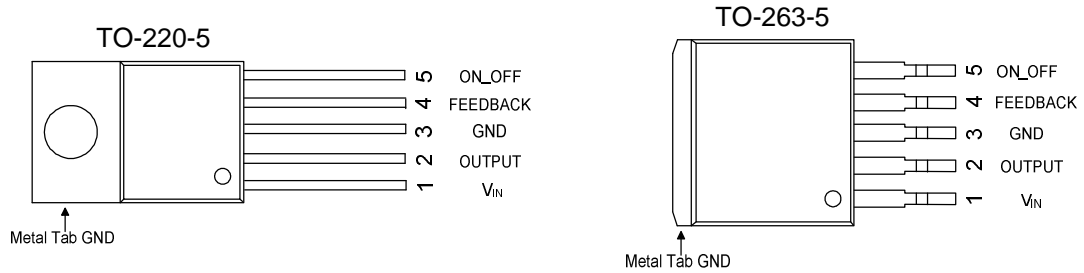 TO-220-5
5 ON_OFF
4 FEEDBACK
3 GND
2 OUTPUT
1 VIN
Metal Tab GND
TO-263-5
5 ON_OFF
4 FEEDBACK
3 GND
2 OUTPUT
1 VIN
Metal Tab GND